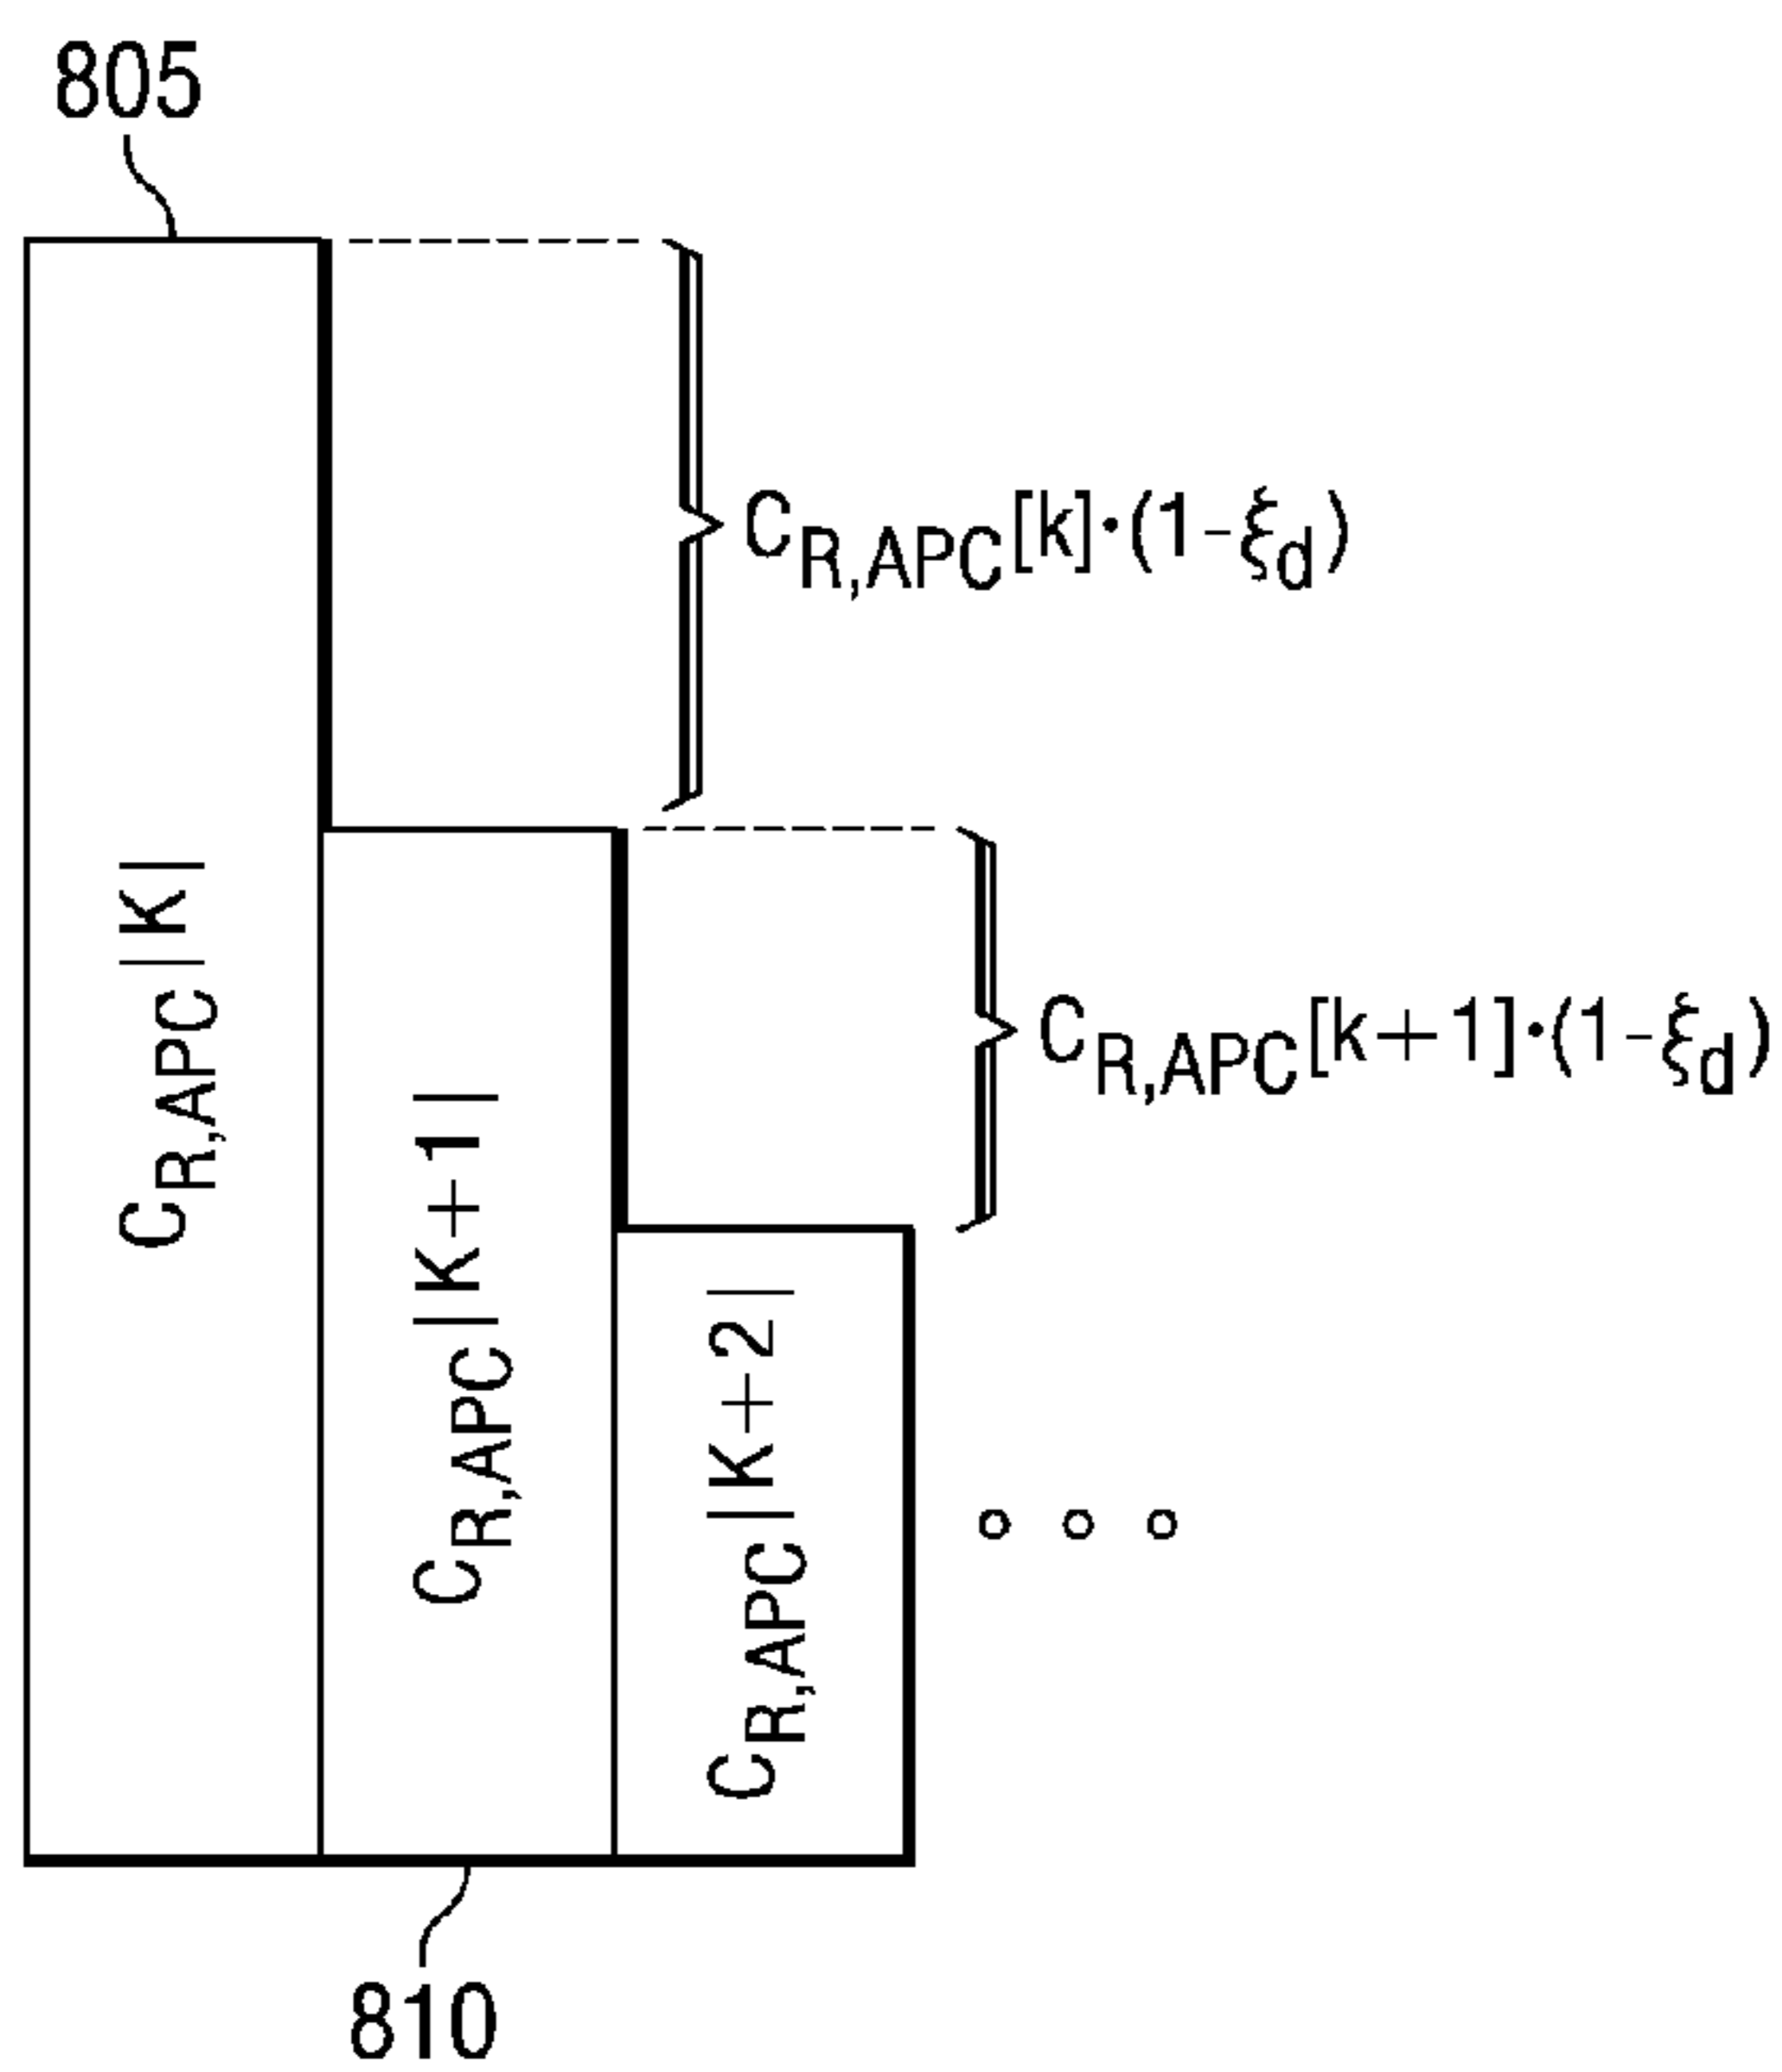 805
C_R,APC[k]•(1-ξ_d)
C_R,APC|K|
C_R,APC[k+1]•(1-ξ_d)
C_R,APC|K+1|
C_R,APC|K+2|
810